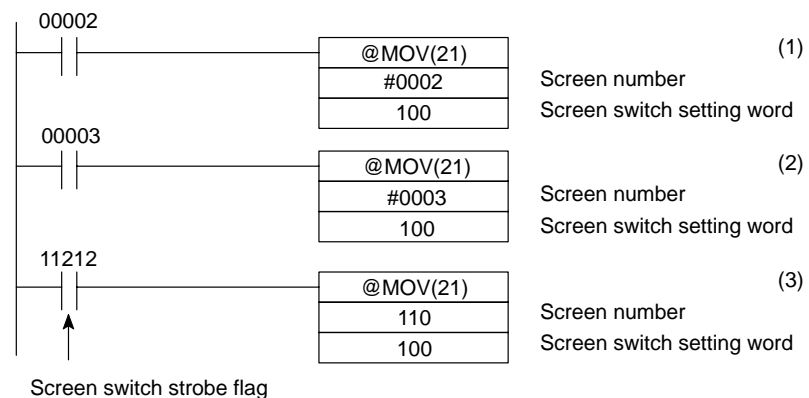 00002
@MOV(21)
(1)
#0002
Screen number
100
Screen switch setting word
00003
@MOV(21)
(2)
#0003
Screen number
100
Screen switch setting word
11212
@MOV(21)
(3)
110
Screen number
100
Screen switch setting word
Screen switch strobe flag